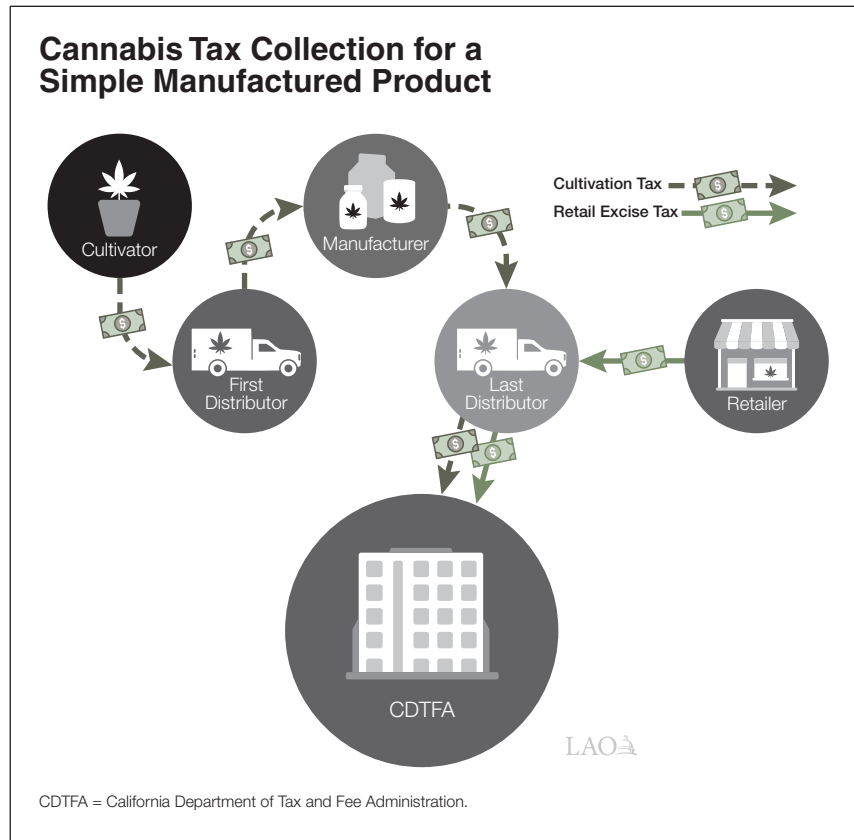 Cannabis Tax Collection for a
Simple Manufactured Product
Cultivator
Manufacturer
Cultivation Tax
$
Retail Excise Tax
$
$
$
$
First
Distributor
Last
Distributor
$
Retailer
$
$
CDTFA
LAO
CDTFA = California Department of Tax and Fee Administration.